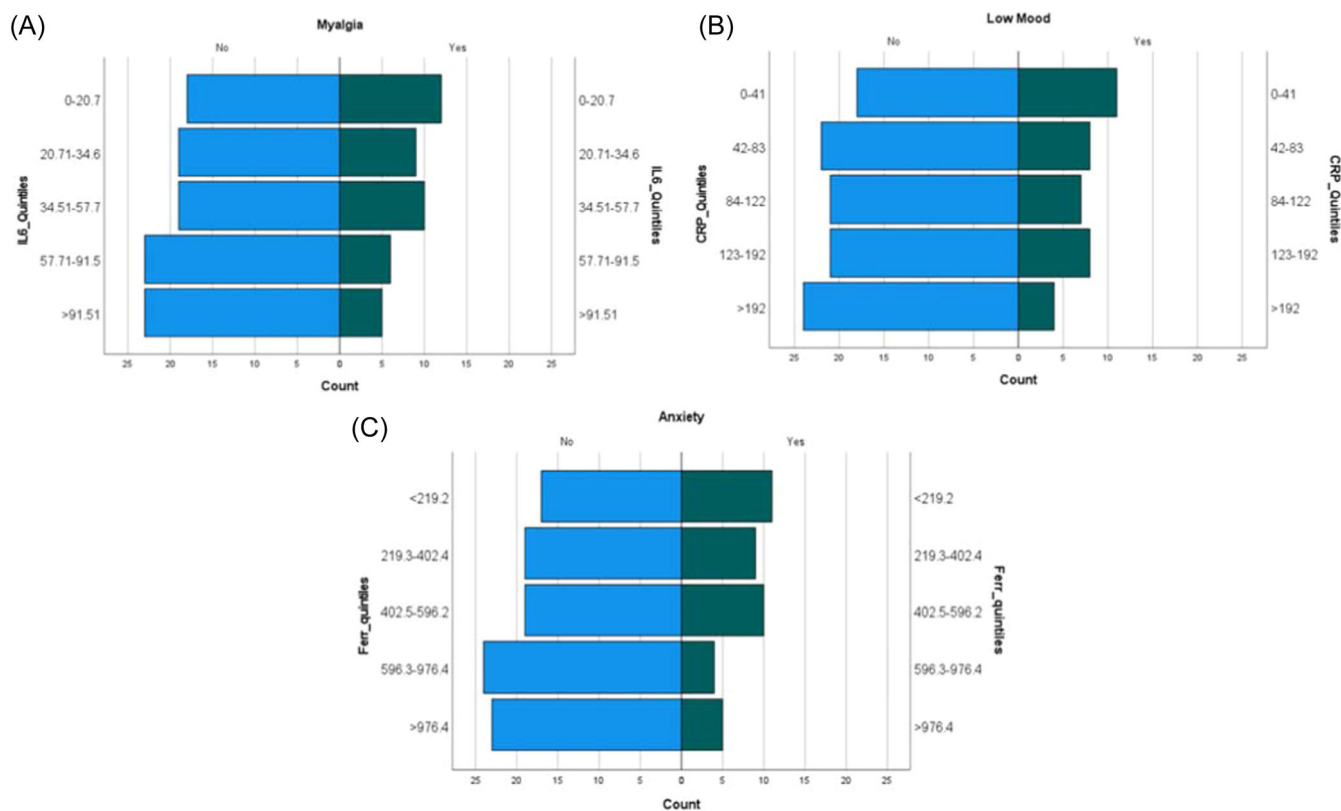 (A)
Myalgia
No Yes
IL6_Quintiles
0-20.7
20.71-34.6
34.51-57.7
57.71-91.5
>91.51
0-20.7
20.71-34.6
34.51-57.7
57.71-91.5
>91.51
IL6_Quintiles
25 20 15 10 5 0 5 10 15 20 25
Count
(B)
Low Mood
No Yes
CRP_Quintiles
0-41
42-83
84-122
123-192
>192
0-41
42-83
84-122
123-192
>192
CRP_Quintiles
25 20 15 10 5 0 5 10 15 20 25
Count
(C)
Anxiety
No Yes
Ferr_quintiles
<219.2
219.3-402.4
402.5-596.2
596.3-976.4
>976.4
<219.2
219.3-402.4
402.5-596.2
596.3-976.4
>976.4
Ferr_quintiles
25 20 15 10 5 0 5 10 15 20 25
Count